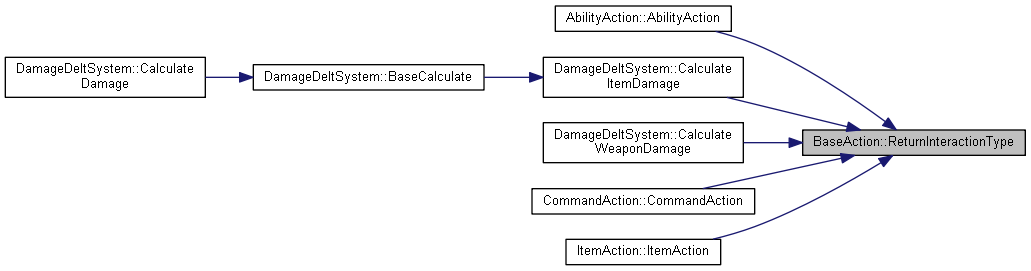 AbilityAction::AbilityAction
DamageDeltSystem::Calculate
Damage
DamageDeltSystem::BaseCalculate
DamageDeltSystem::Calculate
ItemDamage
DamageDeltSystem::Calculate
WeaponDamage
BaseAction::ReturnInteractionType
CommandAction::CommandAction
ItemAction::ItemAction